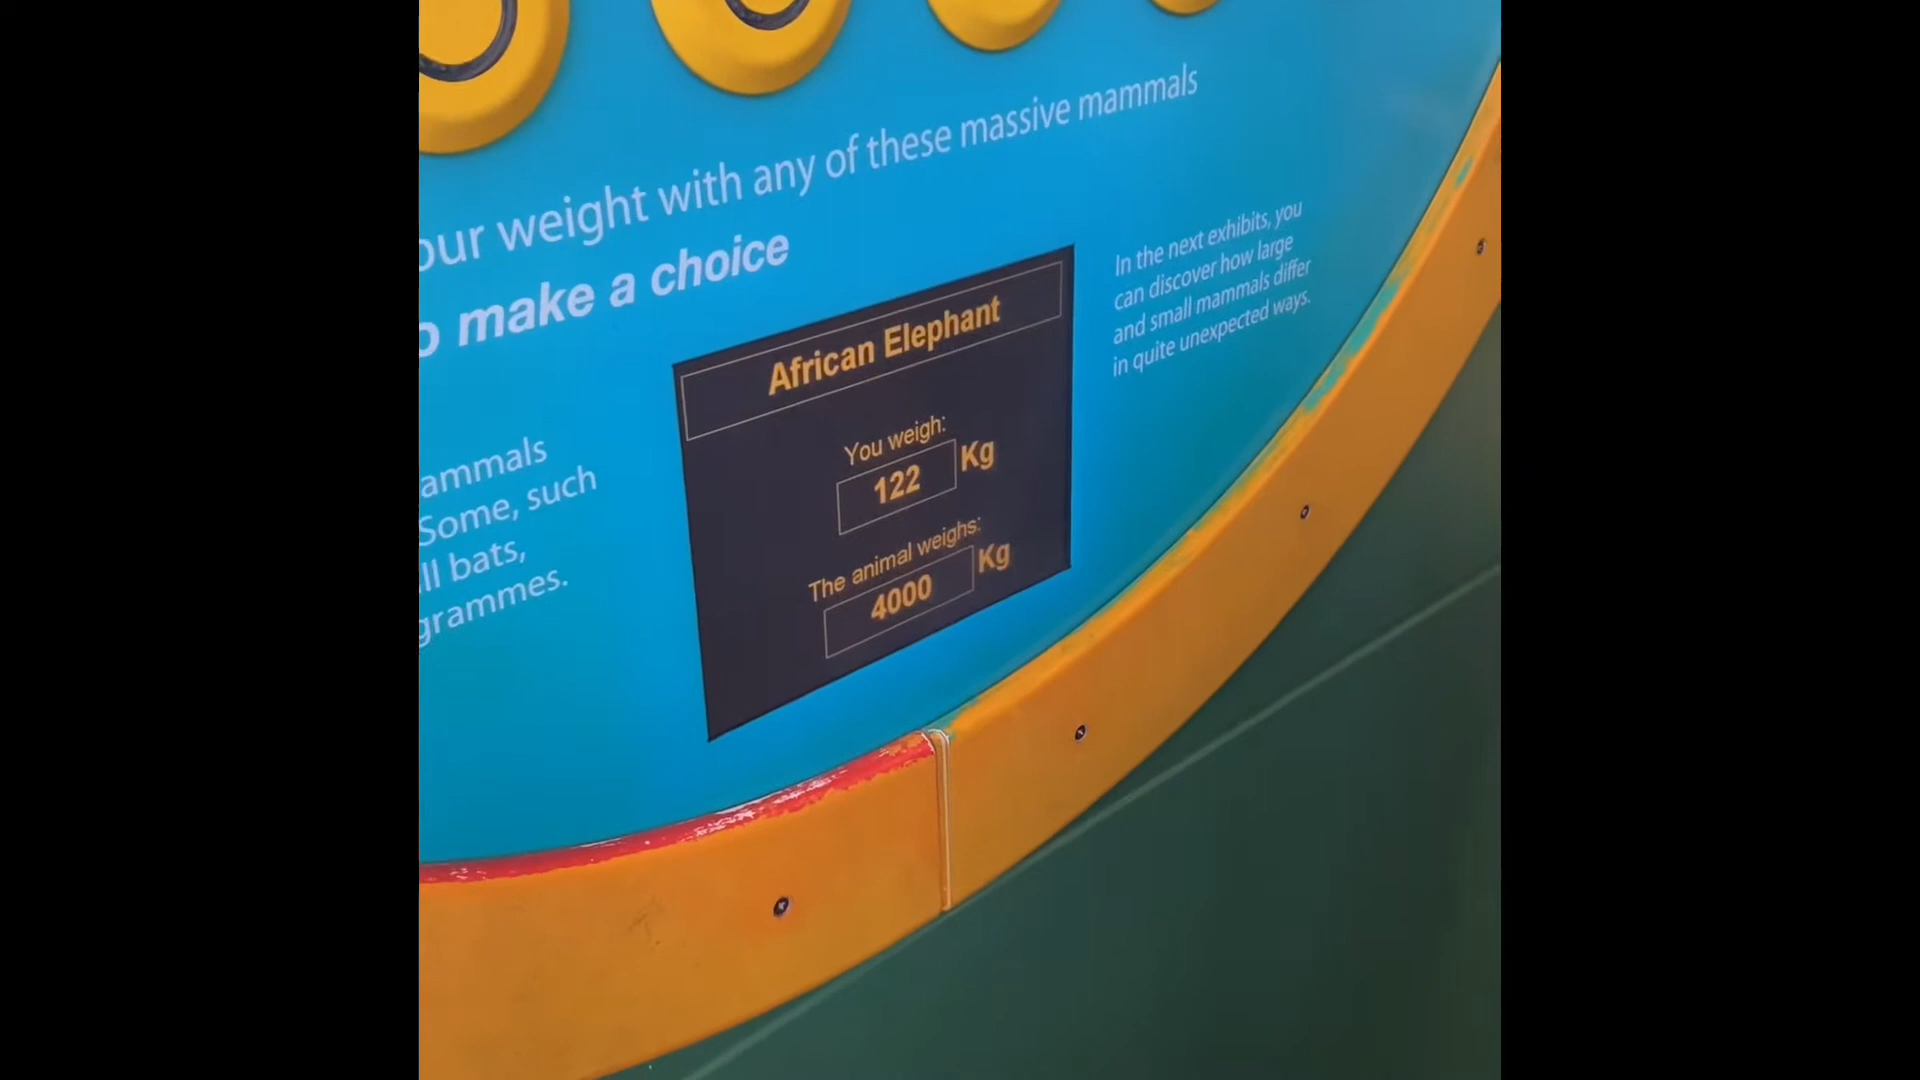 our weight with any of these massive mammals
o make a choice
African Elephant
You weigh:
122 Kg
The animal weighs:
4000 Kg
In the next exhibits, you
can discover how large
and small mammals differ
in quite unexpected ways.
ammals
Some, such
ll bats,
grammes.